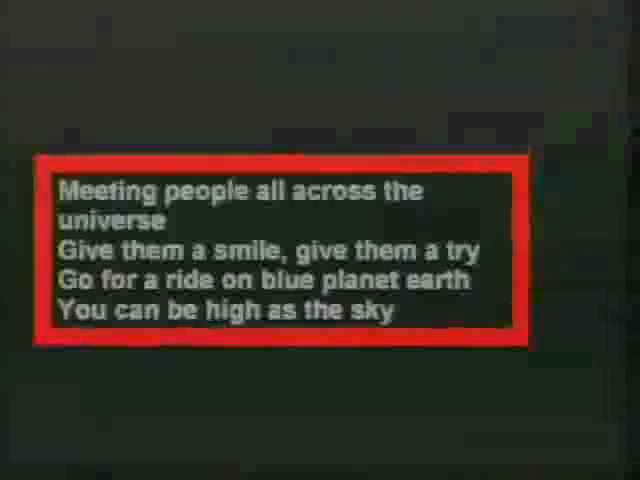 Meeting people all across the
universe
Give them a smile, give them a try
Go for a ride on blue planet earth
You can be high as the sky